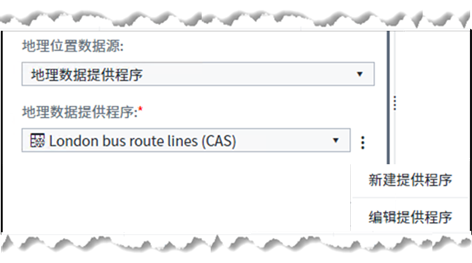 地理位置数据源:
地理数据提供程序
地理数据提供程序:*
London bus route lines (CAS)
新建提供程序
编辑提供程序